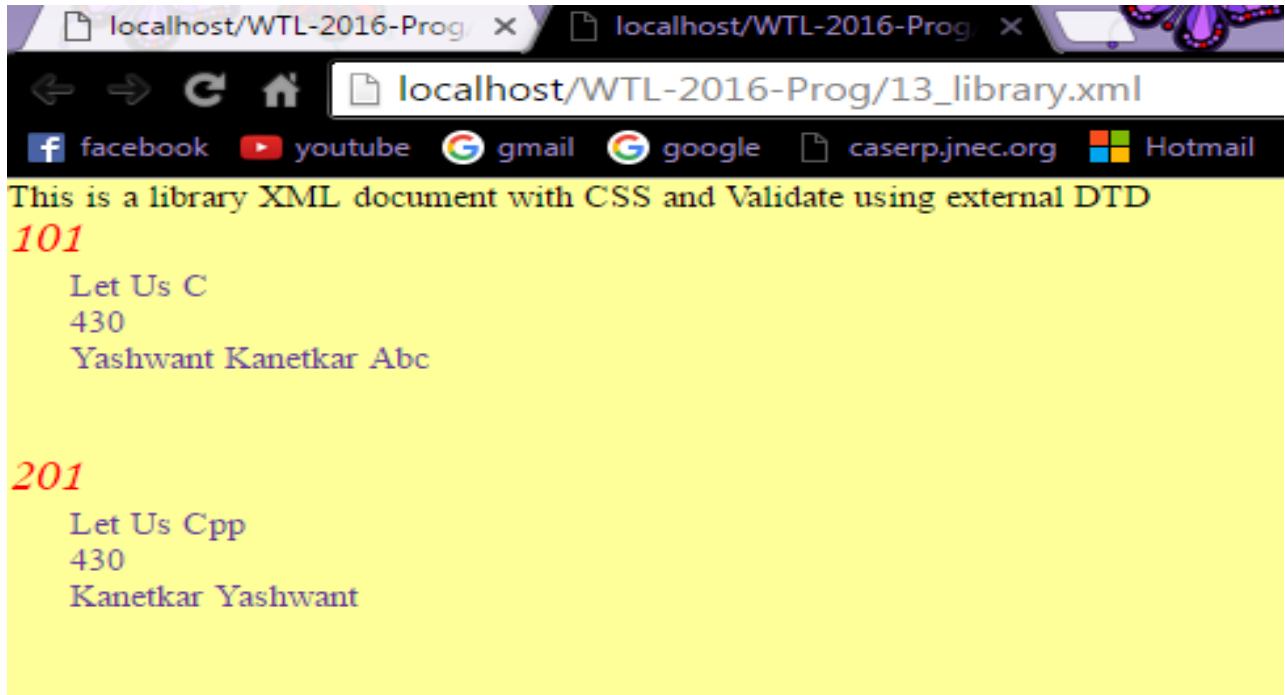 localhost/WTL-2016-Prog
localhost/WTL-2016-Prog
localhost/WTL-2016-Prog/13_library.xml
facebook youtube gmail google caserp.jnec.org Hotmail
This is a library XML document with CSS and Validate using external DTD
101
Let Us C
430
Yashwant Kanetkar Abc
201
Let Us Cpp
430
Kanetkar Yashwant